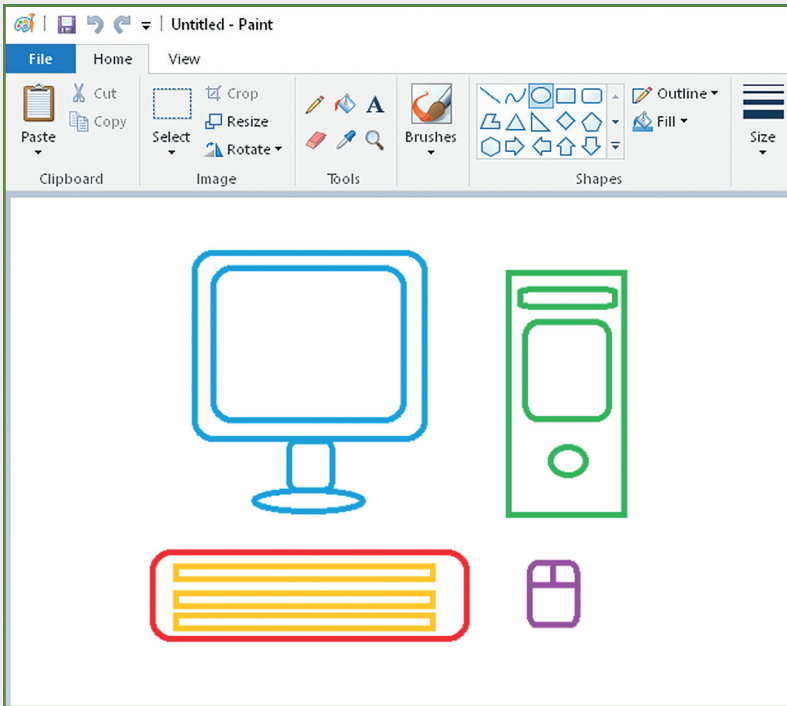 Untitled - Paint
File Home View
Cut
Copy
Paste
Clipboard
Crop
Resize
Rotate
Select
Image
A
Tools
Brushes
Outline
Fill
Shapes
Size